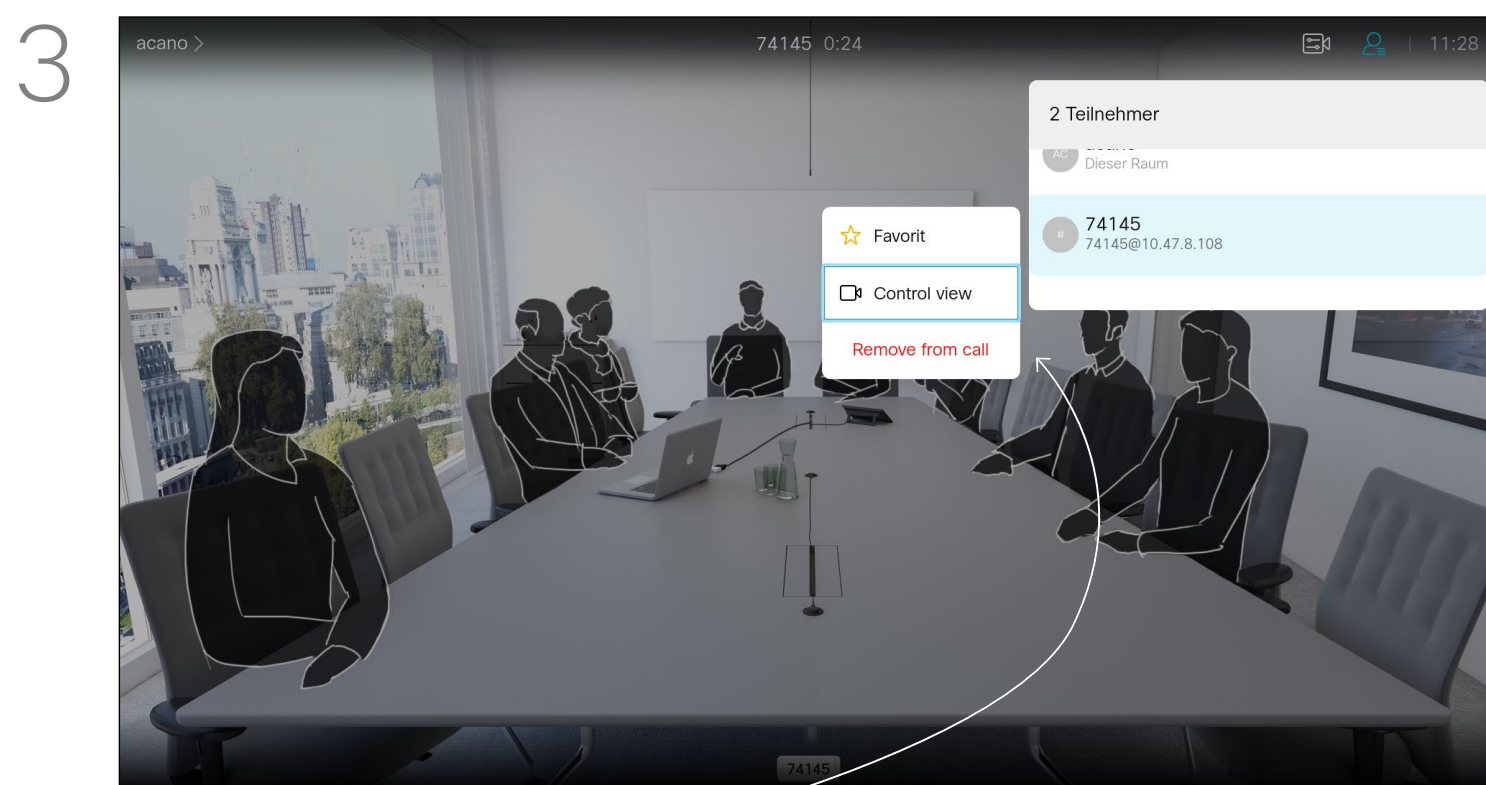 3
acano >
74145 0:24
11:28
2 Teilnehmer
AC
Dieser Raum
#
74145
74145@10.47.8.108
Favorit
Control view
Remove from call
74145